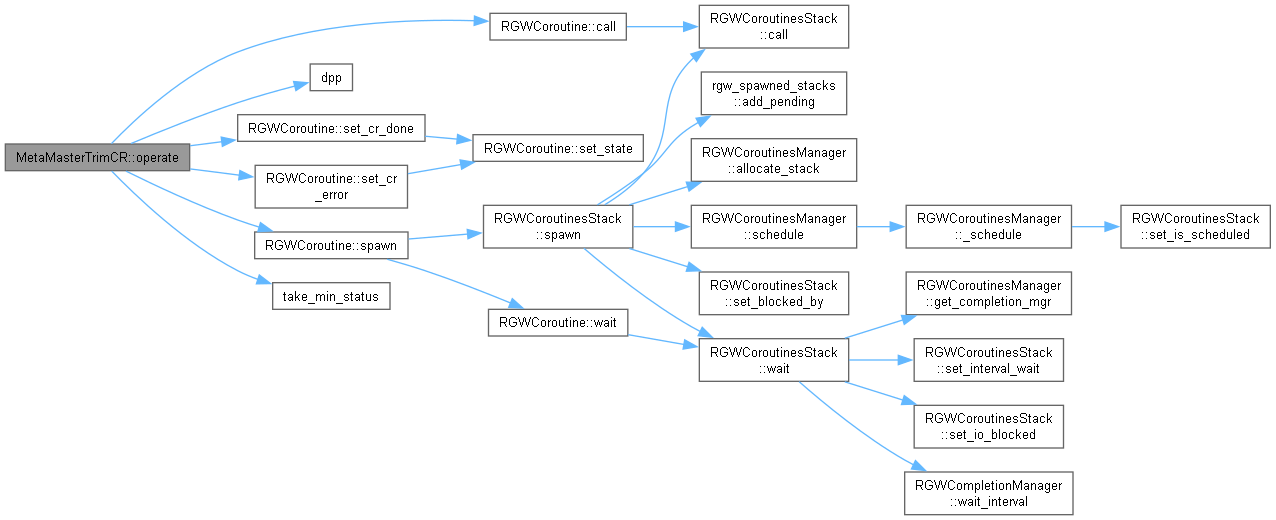 MetaMasterTrimCR::operate
RGWCoroutine::call
RGWCoroutinesStack
::call
dpp
rgw_spawned_stacks
::add_pending
RGWCoroutine::set_cr_done
RGWCoroutine::set_state
RGWCoroutine::set_cr
_error
RGWCoroutinesManager
::allocate_stack
RGWCoroutine::spawn
RGWCoroutinesStack
::spawn
RGWCoroutinesManager
::schedule
RGWCoroutinesManager
::_schedule
RGWCoroutinesStack
::set_is_scheduled
take_min_status
RGWCoroutinesStack
::set_blocked_by
RGWCoroutinesManager
::get_completion_mgr
RGWCoroutine::wait
RGWCoroutinesStack
::wait
RGWCoroutinesStack
::set_interval_wait
RGWCoroutinesStack
::set_io_blocked
RGWCompletionManager
::wait_interval